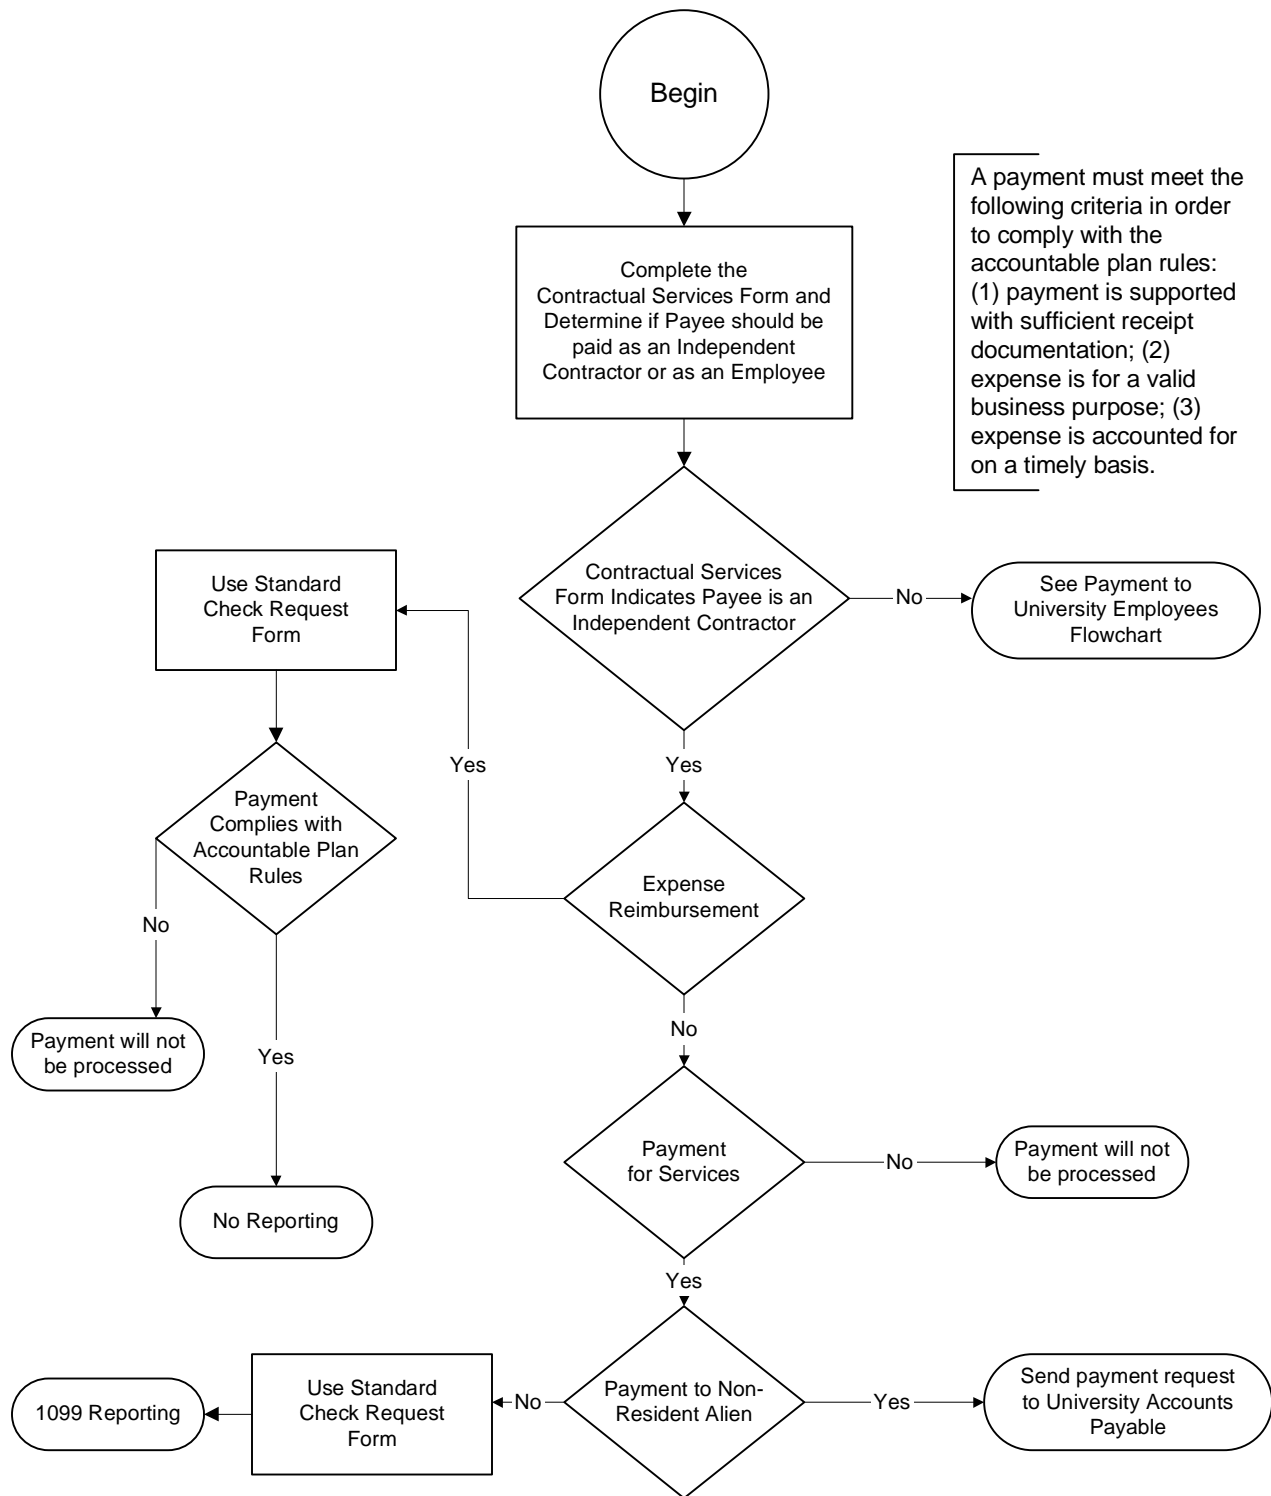 Begin
A payment must meet the
following criteria in order
to comply with the
accountable plan rules:
(1) payment is supported
with sufficient receipt
documentation; (2)
expense is for a valid
business purpose; (3)
expense is accounted for
on a timely basis.
Complete the
Contractual Services Form and
Determine if Payee should be
paid as an Independent
Contractor or as an Employee
Contractual Services
Form Indicates Payee is an
Independent Contractor
No
See Payment to
University Employees
Flowchart
Use Standard
Check Request
Form
Yes
Yes
Payment
Complies with
Accountable Plan
Rules
Expense
Reimbursement
No
Payment will not
be processed
Yes
No Reporting
No
Payment
for Services
No
Payment will not
be processed
Yes
Payment to Non-
Resident Alien
Yes
Send payment request
to University Accounts
Payable
No
Use Standard
Check Request
Form
1099 Reporting